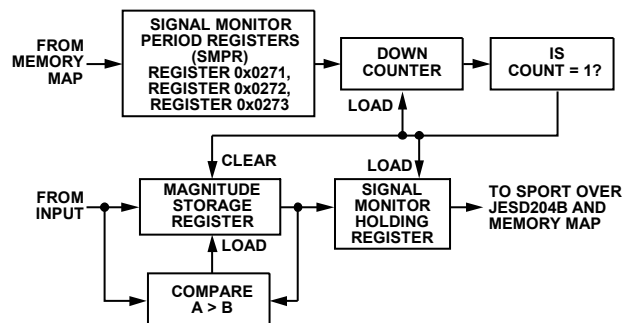 FROM
MEMORY
MAP
SIGNAL MONITOR
PERIOD REGISTERS
(SMPR)
REGISTER 0x0271,
REGISTER 0x0272,
REGISTER 0x0273
DOWN
COUNTER
IS
COUNT = 1?
LOAD
CLEAR
LOAD
FROM
INPUT
MAGNITUDE
STORAGE
REGISTER
SIGNAL
MONITOR
HOLDING
REGISTER
TO SPORT OVER
JESD204B AND
MEMORY MAP
LOAD
COMPARE
A > B